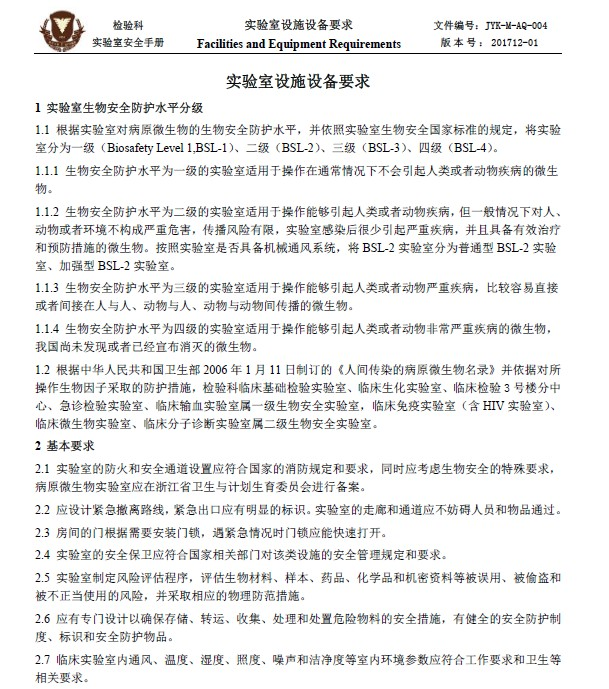 检验科
实验室安全手册
实验室设施设备要求
Facilities and Equipment Requirements
文件编号：JYK-M-AQ-004
版 本 号：201712-01
实验室设施设备要求
1 实验室生物安全防护水平分级
1.1 根据实验室对病原微生物的生物安全防护水平，并依照实验室生物安全国家标准的规定，将实验
室分为一级（Biosafety Level 1,BSL-1）、二级（BSL-2）、三级（BSL-3）、四级（BSL-4）。
1.1.1 生物安全防护水平为一级的实验室适用于操作在通常情况下不会引起人类或者动物疾病的微生
物。
1.1.2 生物安全防护水平为二级的实验室适用于操作能够引起人类或者动物疾病，但一般情况下对人、
动物或者环境不构成严重危害，传播风险有限，实验室感染后很少引起严重疾病，并且具备有效治疗
和预防措施的微生物。按照实验室是否具备机械通风系统，将 BSL-2 实验室分为普通型 BSL-2 实验
室、加强型 BSL-2 实验室。
1.1.3 生物安全防护水平为三级的实验室适用于操作能够引起人类或者动物严重疾病，比较容易直接
或者间接在人与人、动物与人、动物与动物间传播的微生物。
1.1.4 生物安全防护水平为四级的实验室适用于操作能够引起人类或者动物非常严重疾病的微生物，
我国尚未发现或者已经宣布消灭的微生物。
1.2 根据中华人民共和国卫生部 2006 年 1 月 11 日制订的《人间传染的病原微生物名录》并依据对所
操作生物因子采取的防护措施，检验科临床基础检验实验室、临床生化实验室、临床检验 3 号楼分中
心、急诊检验实验室、临床输血实验室属一级生物安全实验室，临床免疫实验室（含 HIV 实验室）、
临床微生物实验室、临床分子诊断实验室属二级生物安全实验室。
2 基本要求
2.1 实验室的防火和安全通道设置应符合国家的消防规定和要求，同时应考虑生物安全的特殊要求，
病原微生物实验室应在浙江省卫生与计划生育委员会进行备案。
2.2 应设计紧急撤离路线，紧急出口应有明显的标识。实验室的走廊和通道应不妨碍人员和物品通过。
2.3 房间的门根据需要安装门锁，遇紧急情况时门锁应能快速打开。
2.4 实验室的安全保卫应符合国家相关部门对该类设施的安全管理规定和要求。
2.5 实验室制定风险评估程序，评估生物材料、样本、药品、化学品和机密资料等被误用、被偷盗和
被不正当使用的风险，并采取相应的物理防范措施。
2.6 应有专门设计以确保存储、转运、收集、处理和处置危险物料的安全措施，有健全的安全防护制
度、标识和安全防护物品。
2.7 临床实验室内通风、温度、湿度、照度、噪声和洁净度等室内环境参数应符合工作要求和卫生等
相关要求。